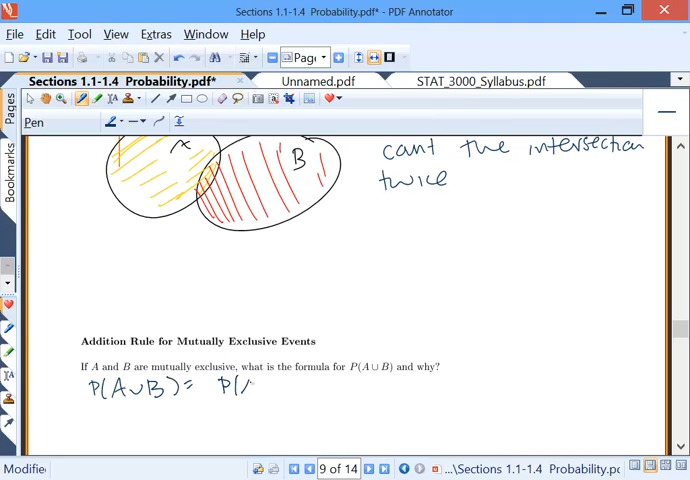 Sections 1.1-1.4 Probability.pdf* - PDF Annotator
File Edit Tool View Window Help
Page
Sections 1.1-1.4 Probability.pdf* Unnamed.pdf STAT_3000_Syllabus.pdf
Pen
Pages
Bookmarks
A
B
cant the intersection
twice
Addition Rule for Mutually Exclusive Events
If A and B are mutually exclusive, what is the formula for P(A ∪ B) and why?
P(A∪B)= P(
Modifie 9 of 14 ...\Sections 1.1-1.4 Probability.pc